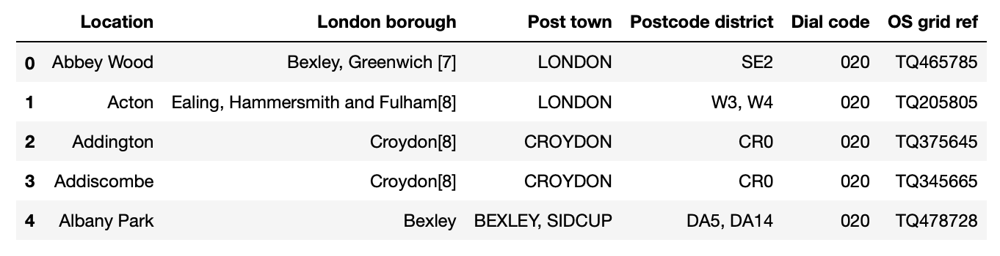 Location London borough Post town Postcode district Dial code OS grid ref
0 Abbey Wood Bexley, Greenwich [7] LONDON SE2 020 TQ465785
1 Acton Ealing, Hammersmith and Fulham[8] LONDON W3, W4 020 TQ205805
2 Addington Croydon[8] CROYDON CR0 020 TQ375645
3 Addiscombe Croydon[8] CROYDON CR0 020 TQ345665
4 Albany Park Bexley BEXLEY, SIDCUP DA5, DA14 020 TQ478728